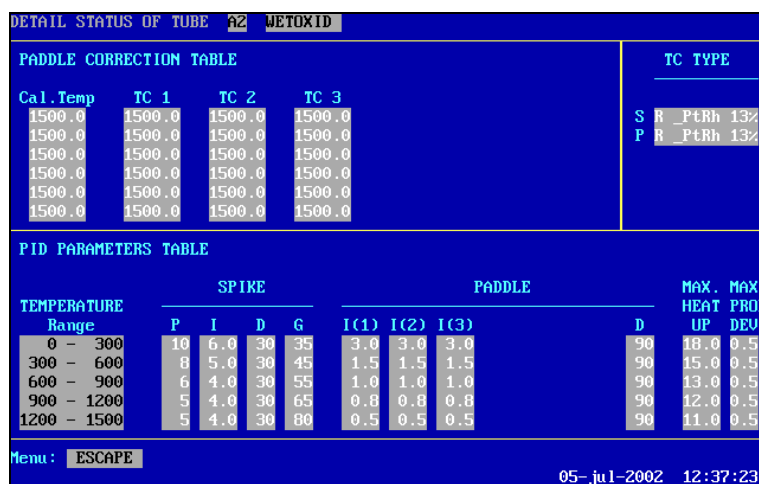 DETAIL STATUS OF TUBE A2 WETOXID
PADDLE CORRECTION TABLE
TC TYPE
Cal.Temp TC 1 TC 2 TC 3
1500.0 1500.0 1500.0 1500.0 S R _PtRh 13%
1500.0 1500.0 1500.0 1500.0 P R _PtRh 13%
1500.0 1500.0 1500.0 1500.0
1500.0 1500.0 1500.0 1500.0
1500.0 1500.0 1500.0 1500.0
1500.0 1500.0 1500.0 1500.0
PID PARAMETERS TABLE
SPIKE PADDLE MAX. MAX
TEMPERATURE HEAT PRO
Range P I D G I(1) I(2) I(3) D UP DEV
0 - 300 10 6.0 30 35 3.0 3.0 3.0 90 18.0 0.5
300 - 600 8 5.0 30 45 1.5 1.5 1.5 90 15.0 0.5
600 - 900 6 4.0 30 55 1.0 1.0 1.0 90 13.0 0.5
900 - 1200 5 4.0 30 65 0.8 0.8 0.8 90 12.0 0.5
1200 - 1500 5 4.0 30 80 0.5 0.5 0.5 90 11.0 0.5
Menu: ESCAPE
05-jul-2002 12:37:23